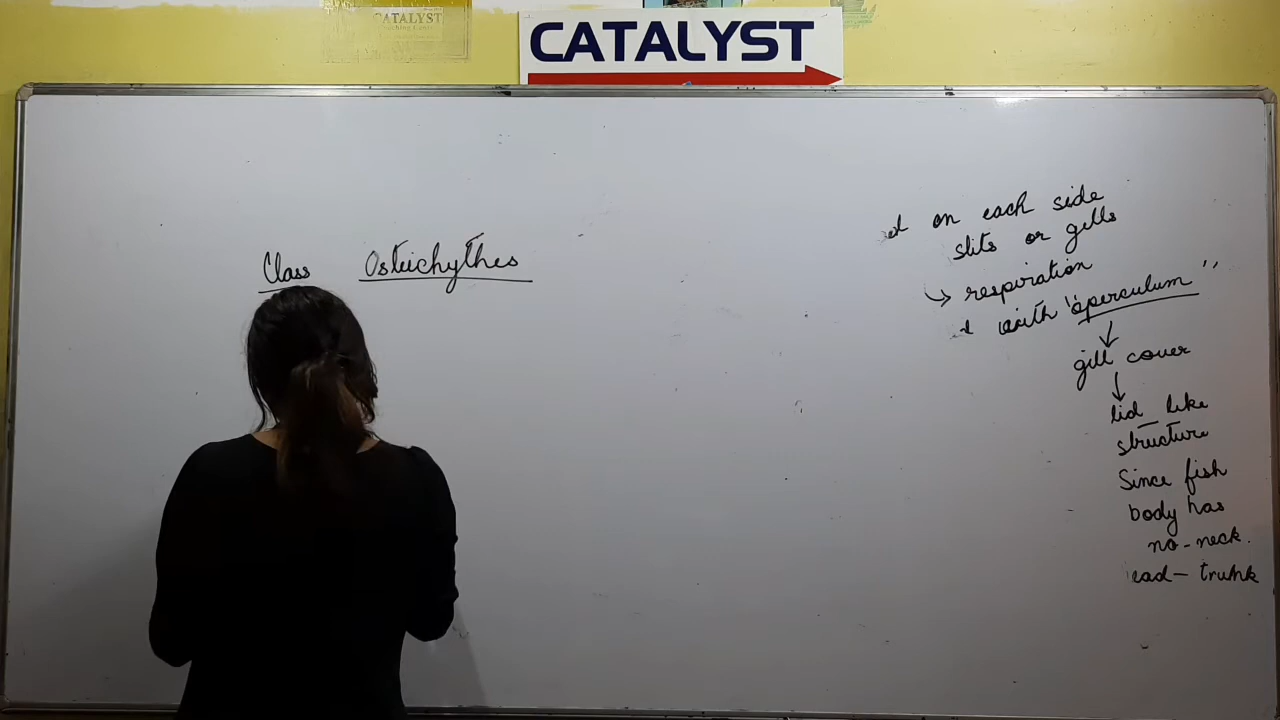 CATALYST
CATALYST
Class Osteichythes
on each side
slits or gills
↳ respiration
with "operculum"
↓
gill cover
↓
lid like
structure
Since fish
body has
no-neck.
ead- trunk